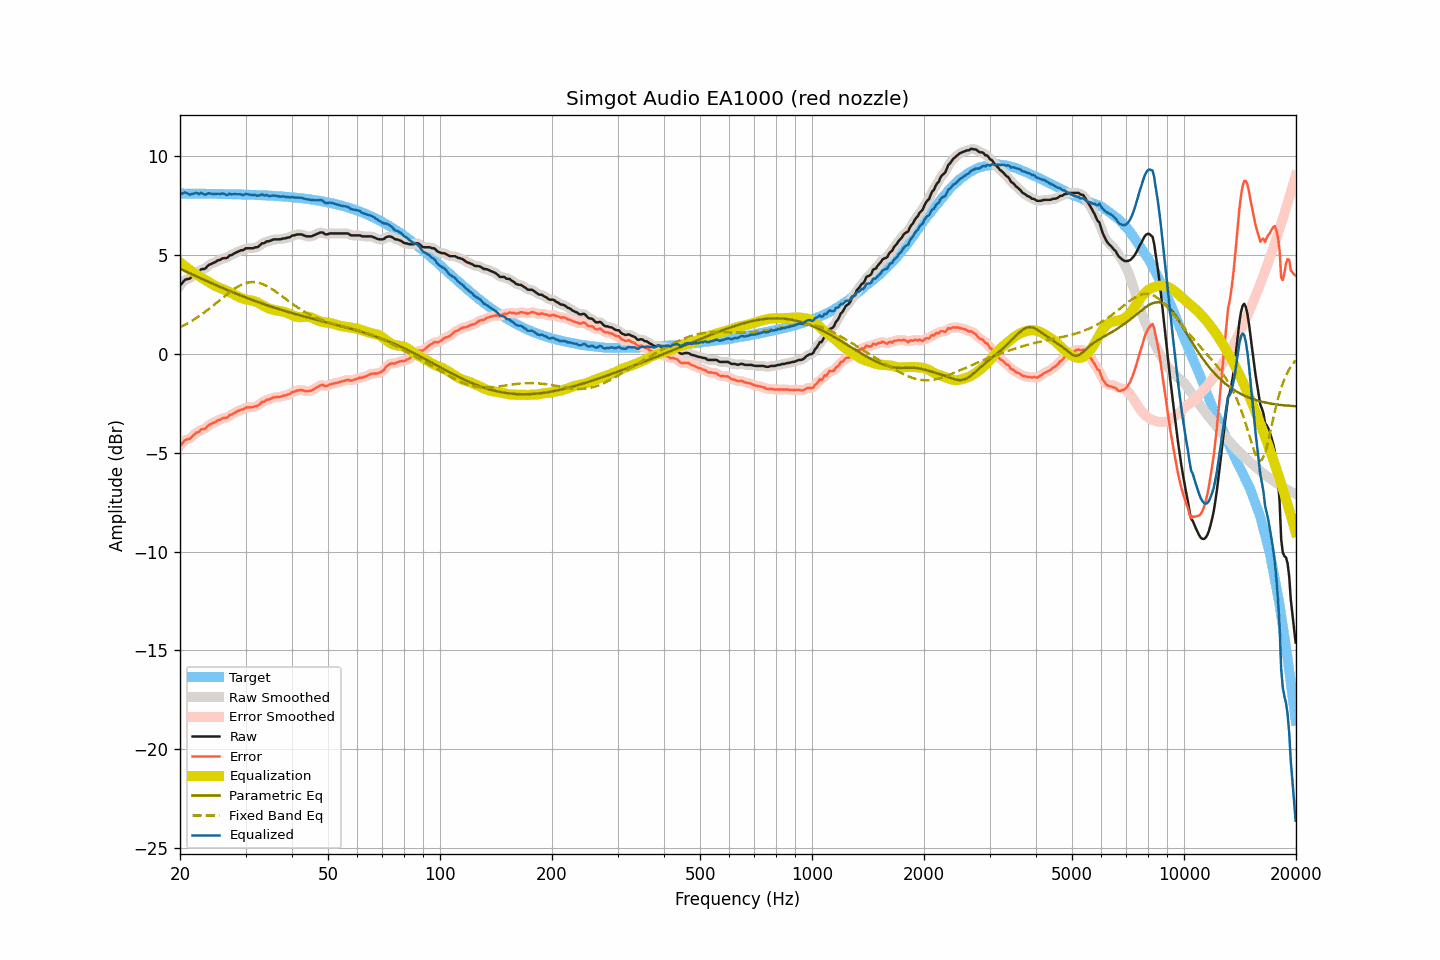 Simgot Audio EA1000 (red nozzle)
10
5
0
−5
−10
−15
−20
−25
Amplitude (dBr)
Target
Raw Smoothed
Error Smoothed
Raw
Error
Equalization
Parametric Eq
Fixed Band Eq
Equalized
20 50 100 200 500 1000 2000 5000 10000 20000
Frequency (Hz)